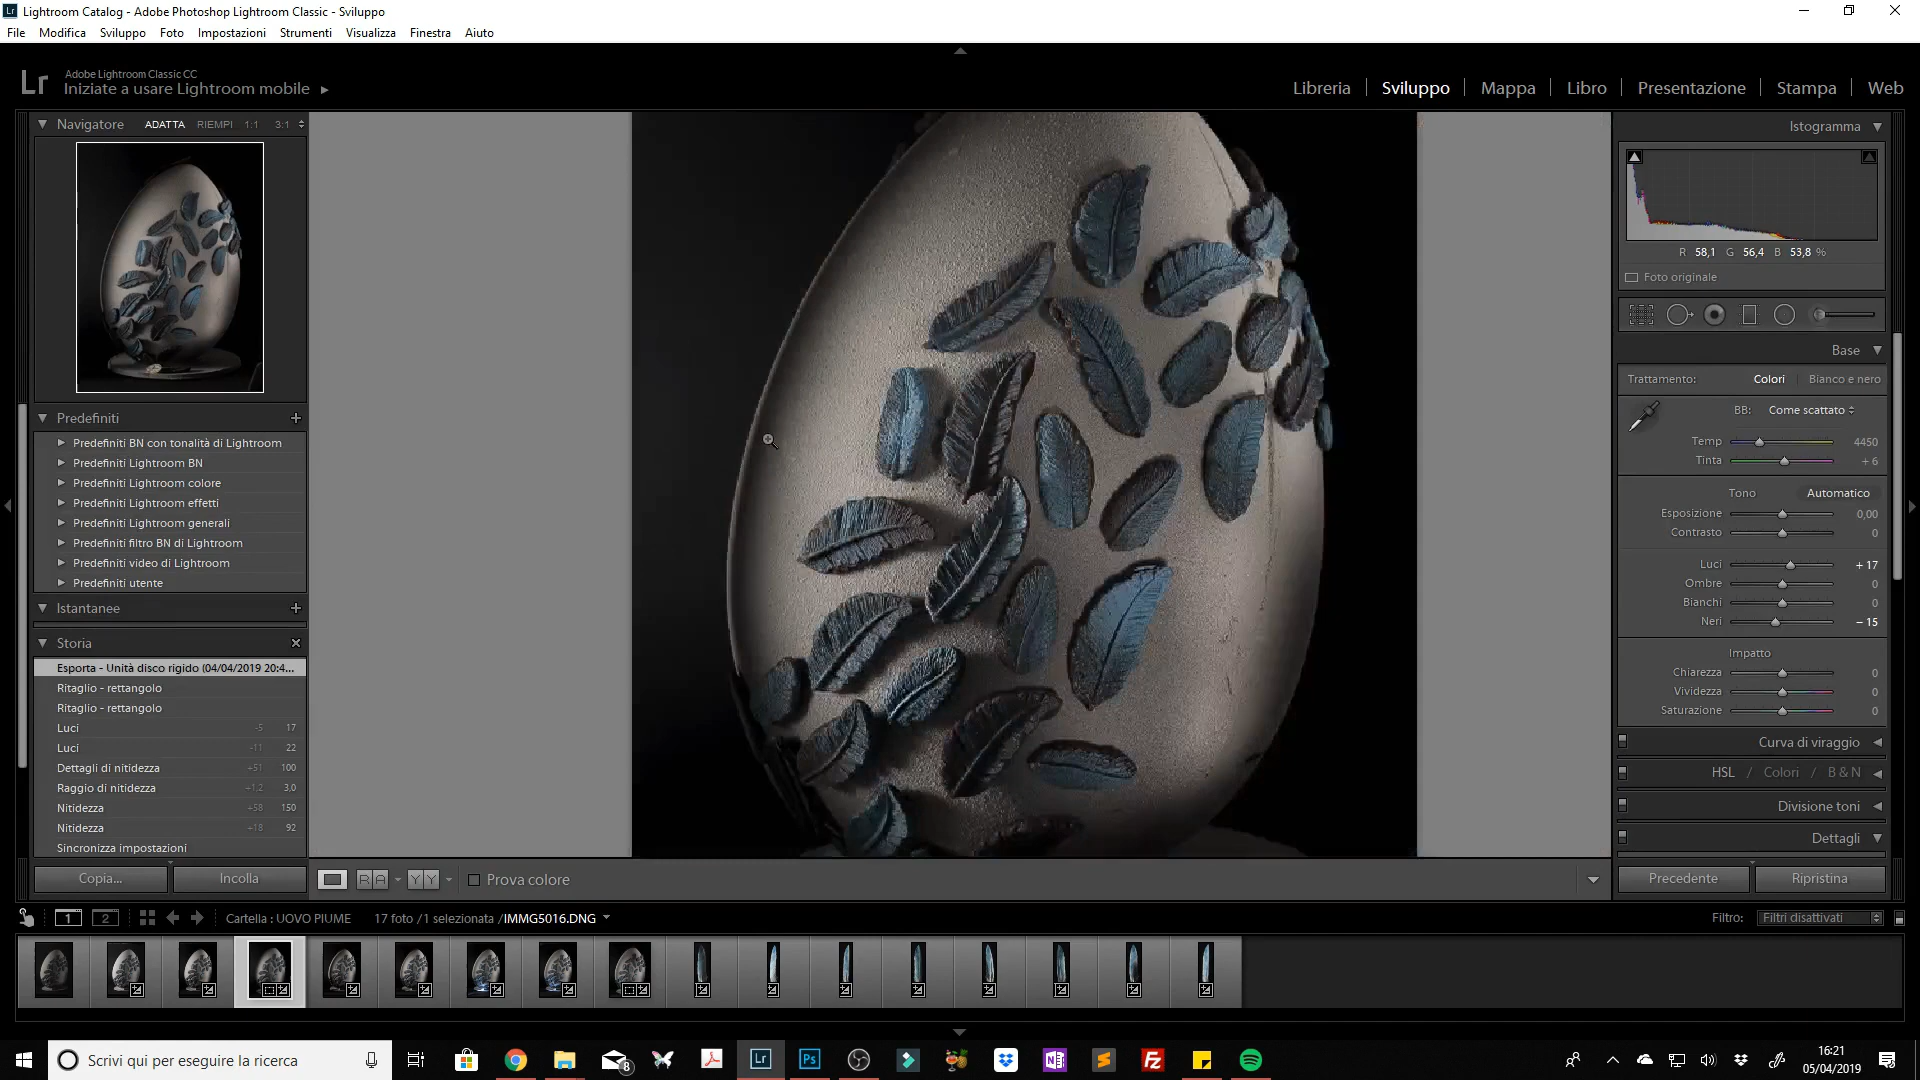 Lightroom Catalog - Adobe Photoshop Lightroom Classic - Sviluppo
File Modifica Sviluppo Foto Impostazioni Strumenti Visualizza Finestra Aiuto
Lr
Adobe Lightroom Classic CC
Iniziate a usare Lightroom mobile
Libreria Sviluppo Mappa Libro Presentazione Stampa Web
Navigatore ADATTA RIEMPI 1:1 3:1
Predefiniti
Predefiniti BN con tonalità di Lightroom
Predefiniti Lightroom BN
Predefiniti Lightroom colore
Predefiniti Lightroom effetti
Predefiniti Lightroom generali
Predefiniti filtro BN di Lightroom
Predefiniti video di Lightroom
Predefiniti utente
Istantanee
Storia
Esporta - Unità disco rigido (04/04/2019 20:4...
Ritaglio - rettangolo
Ritaglio - rettangolo
Luci -5 17
Luci -11 22
Dettagli di nitidezza +51 100
Raggio di nitidezza +1,2 3,0
Nitidezza +58 150
Nitidezza +18 92
Sincronizza impostazioni
Copia... Incolla
Istogramma
R 58,1 G 56,4 B 53,8 %
Foto originale
Base
Trattamento: Colori Bianco e nero
BB: Come scattato
Temp 4450
Tinta + 6
Tono Automatico
Esposizione 0,00
Contrasto 0
Luci + 17
Ombre 0
Bianchi 0
Neri − 15
Impatto
Chiarezza 0
Vividezza 0
Saturazione 0
Curva di viraggio
HSL / Colori / B & N
Divisione toni
Dettagli
Precedente Ripristina
R A Y Y Prova colore
1 2 Cartella : UOVO PIUME 17 foto /1 selezionata /IMMG5016.DNG Filtro: Filtri disattivati
Scrivi qui per eseguire la ricerca
8
Lr
Ps
N
Fz
16:21
05/04/2019